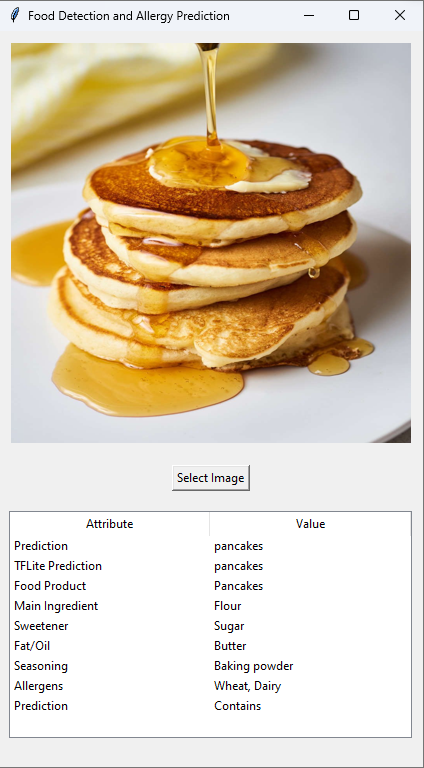 Food Detection and Allergy Prediction
Select Image
Attribute Value
Prediction pancakes
TFLite Prediction pancakes
Food Product Pancakes
Main Ingredient Flour
Sweetener Sugar
Fat/Oil Butter
Seasoning Baking powder
Allergens Wheat, Dairy
Prediction Contains